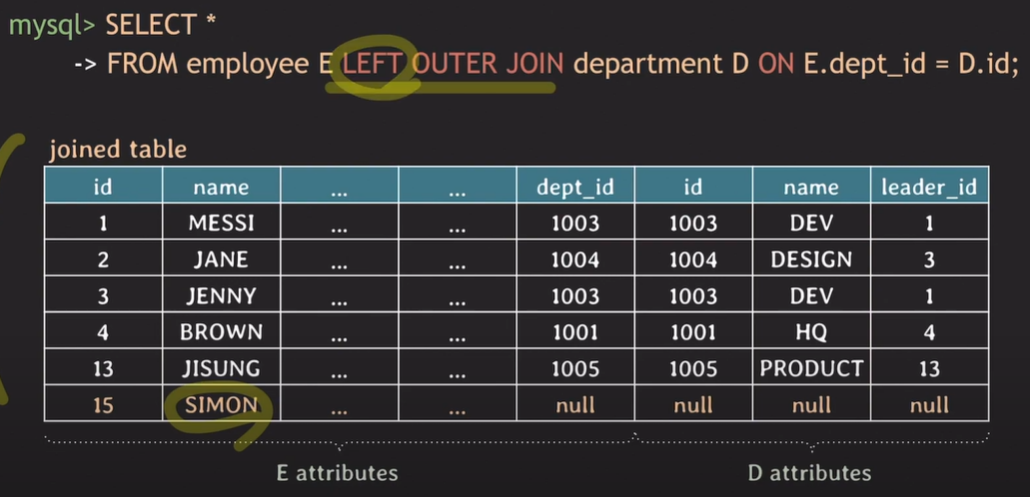 mysql> SELECT *
-> FROM employee E LEFT OUTER JOIN department D ON E.dept_id = D.id;
joined table
id name ... ... dept_id id name leader_id
1 MESSI ... ... 1003 1003 DEV 1
2 JANE ... ... 1004 1004 DESIGN 3
3 JENNY ... ... 1003 1003 DEV 1
4 BROWN ... ... 1001 1001 HQ 4
13 JISUNG ... ... 1005 1005 PRODUCT 13
15 SIMON ... ... null null null null
E attributes D attributes